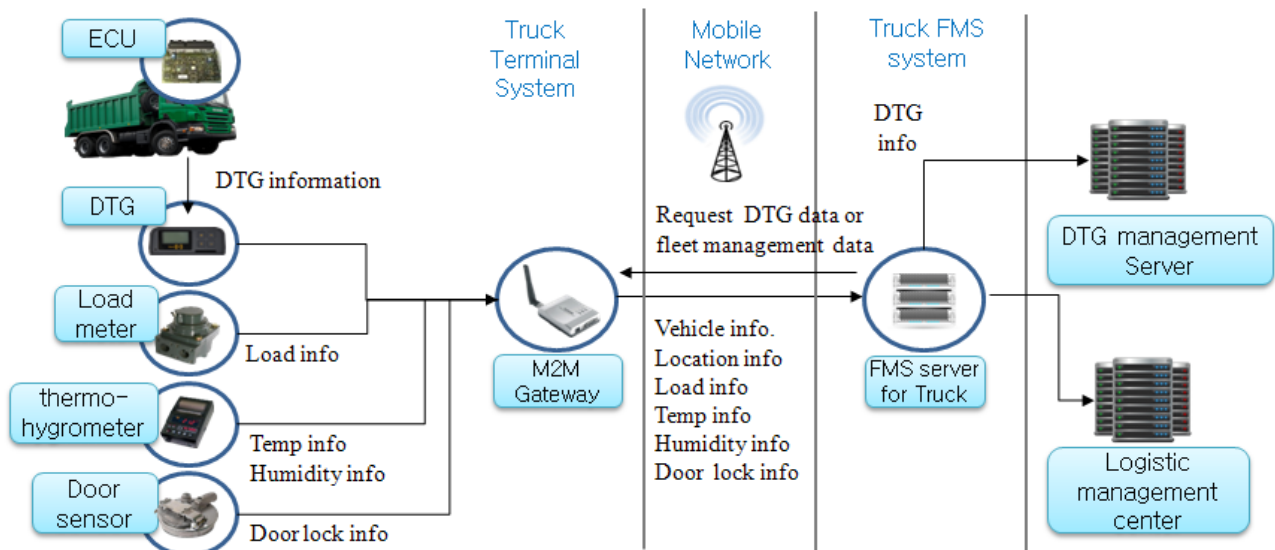 ECU
Truck
Terminal
System
Mobile
Network
Truck FMS
system
DTG
info
DTG information
DTG
Request DTG data or
fleet management data
DTG management
Server
Load
meter
Load info
M2M
Gateway
Vehicle info.
Location info
Load info
Temp info
Humidity info
Door lock info
FMS server
for Truck
thermo-
hygrometer
Temp info
Humidity info
Door
sensor
Door lock info
Logistic
management
center